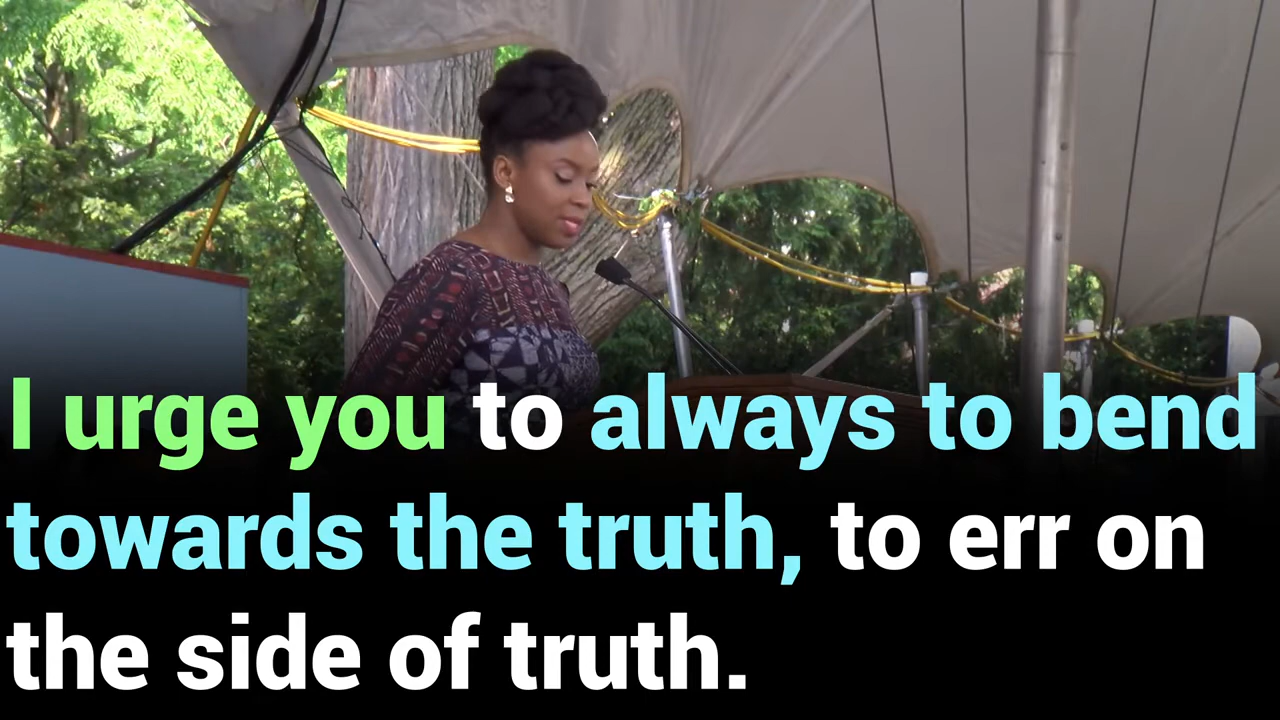 I urge you to always to bend
towards the truth, to err on
the side of truth.